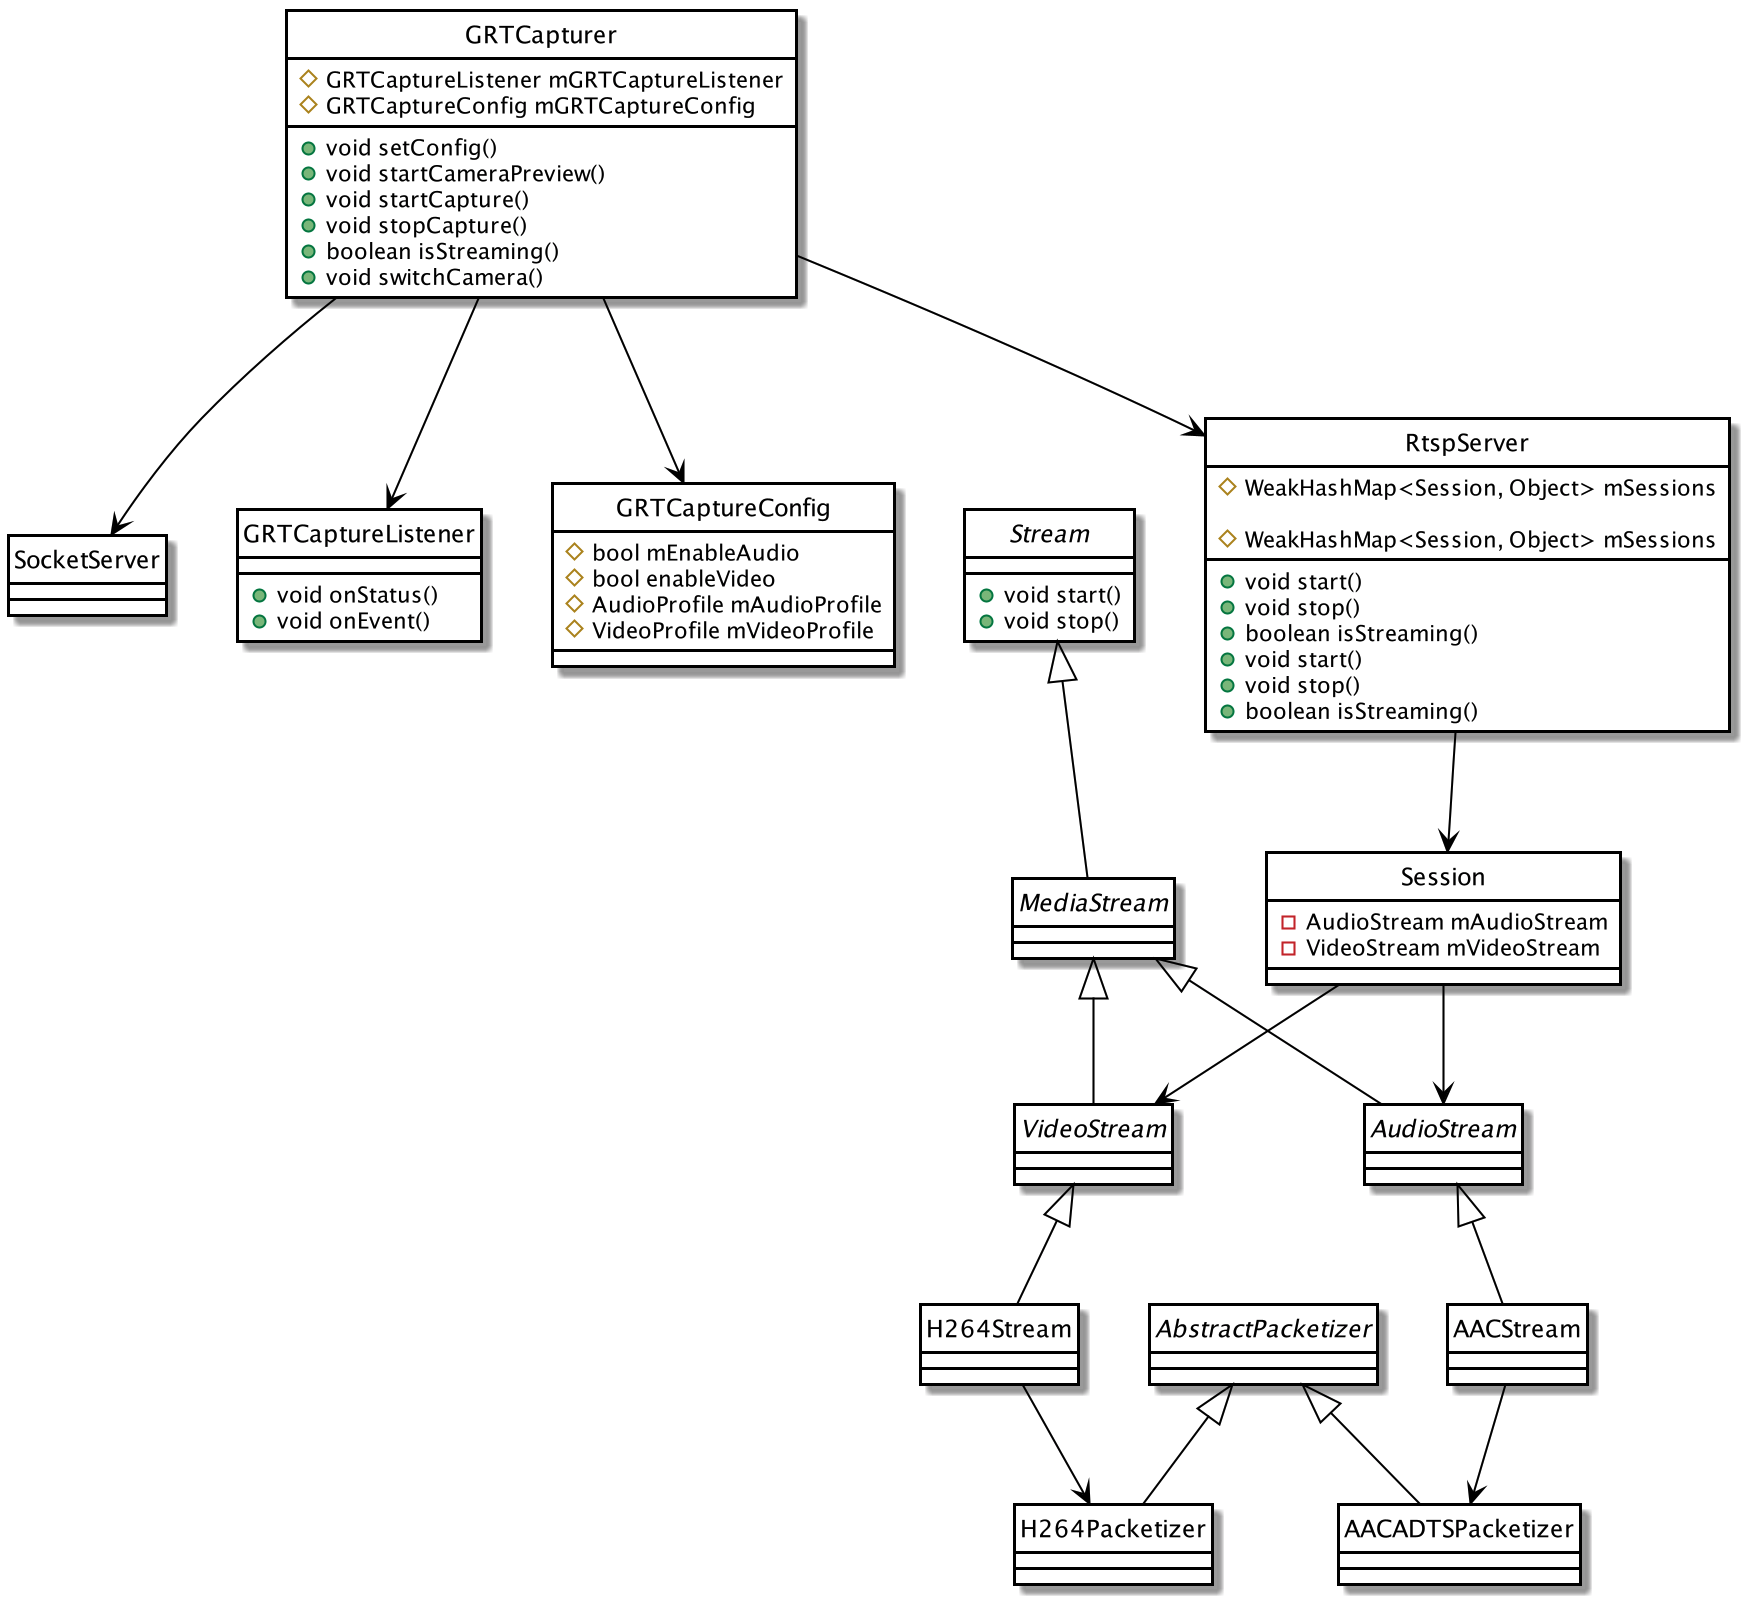 GRTCapturer
GRTCaptureListener mGRTCaptureListener
GRTCaptureConfig mGRTCaptureConfig
void setConfig()
void startCameraPreview()
void startCapture()
void stopCapture()
boolean isStreaming()
void switchCamera()
SocketServer
GRTCaptureListener
void onStatus()
void onEvent()
GRTCaptureConfig
bool mEnableAudio
bool enableVideo
AudioProfile mAudioProfile
VideoProfile mVideoProfile
Stream
void start()
void stop()
RtspServer
WeakHashMap<Session, Object> mSessions
WeakHashMap<Session, Object> mSessions
void start()
void stop()
boolean isStreaming()
void start()
void stop()
boolean isStreaming()
MediaStream
Session
AudioStream mAudioStream
VideoStream mVideoStream
VideoStream
AudioStream
H264Stream
AbstractPacketizer
AACStream
H264Packetizer
AACADTSPacketizer